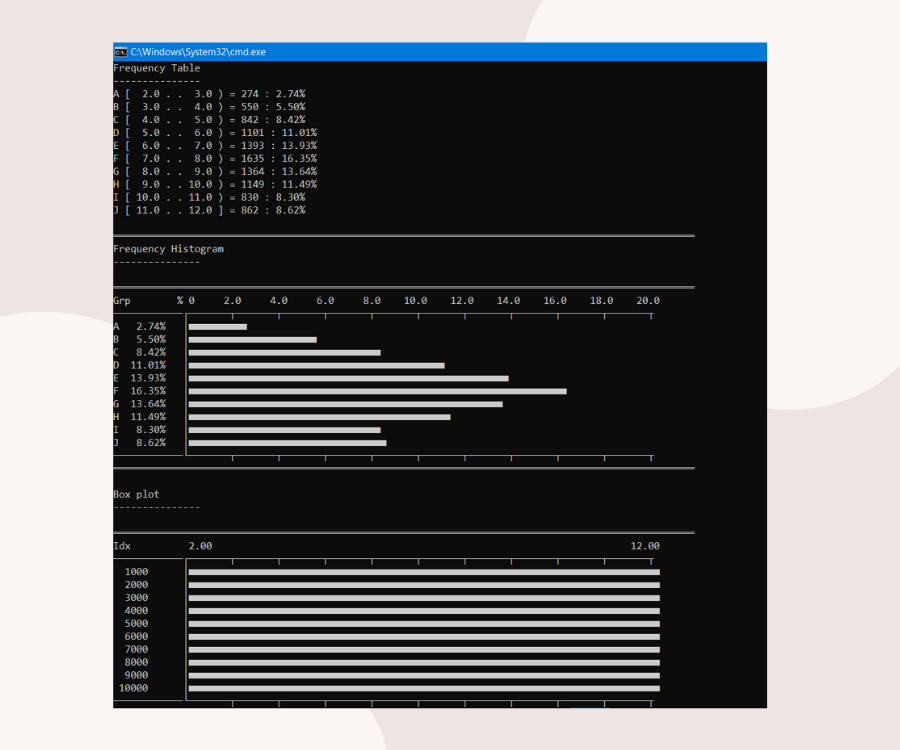 C:\Windows\System32\cmd.exe
Frequency Table
---------------
A [  2.0 . .  3.0 ) = 274 : 2.74%
B [  3.0 . .  4.0 ) = 550 : 5.50%
C [  4.0 . .  5.0 ) = 842 : 8.42%
D [  5.0 . .  6.0 ) = 1101 : 11.01%
E [  6.0 . .  7.0 ) = 1393 : 13.93%
F [  7.0 . .  8.0 ) = 1635 : 16.35%
G [  8.0 . .  9.0 ) = 1364 : 13.64%
H [  9.0 . . 10.0 ) = 1149 : 11.49%
I [ 10.0 . . 11.0 ) = 830 : 8.30%
J [ 11.0 . . 12.0 ] = 862 : 8.62%
Frequency Histogram
---------------
Grp % 0 2.0 4.0 6.0 8.0 10.0 12.0 14.0 16.0 18.0 20.0
A 2.74%
B 5.50%
C 8.42%
D 11.01%
E 13.93%
F 16.35%
G 13.64%
H 11.49%
I 8.30%
J 8.62%
Box plot
---------------
Idx 2.00 12.00
1000
2000
3000
4000
5000
6000
7000
8000
9000
10000